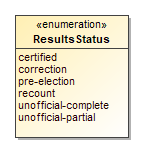 «enumeration»
ResultsStatus
certified
correction
pre-election
recount
unofficial-complete
unofficial-partial